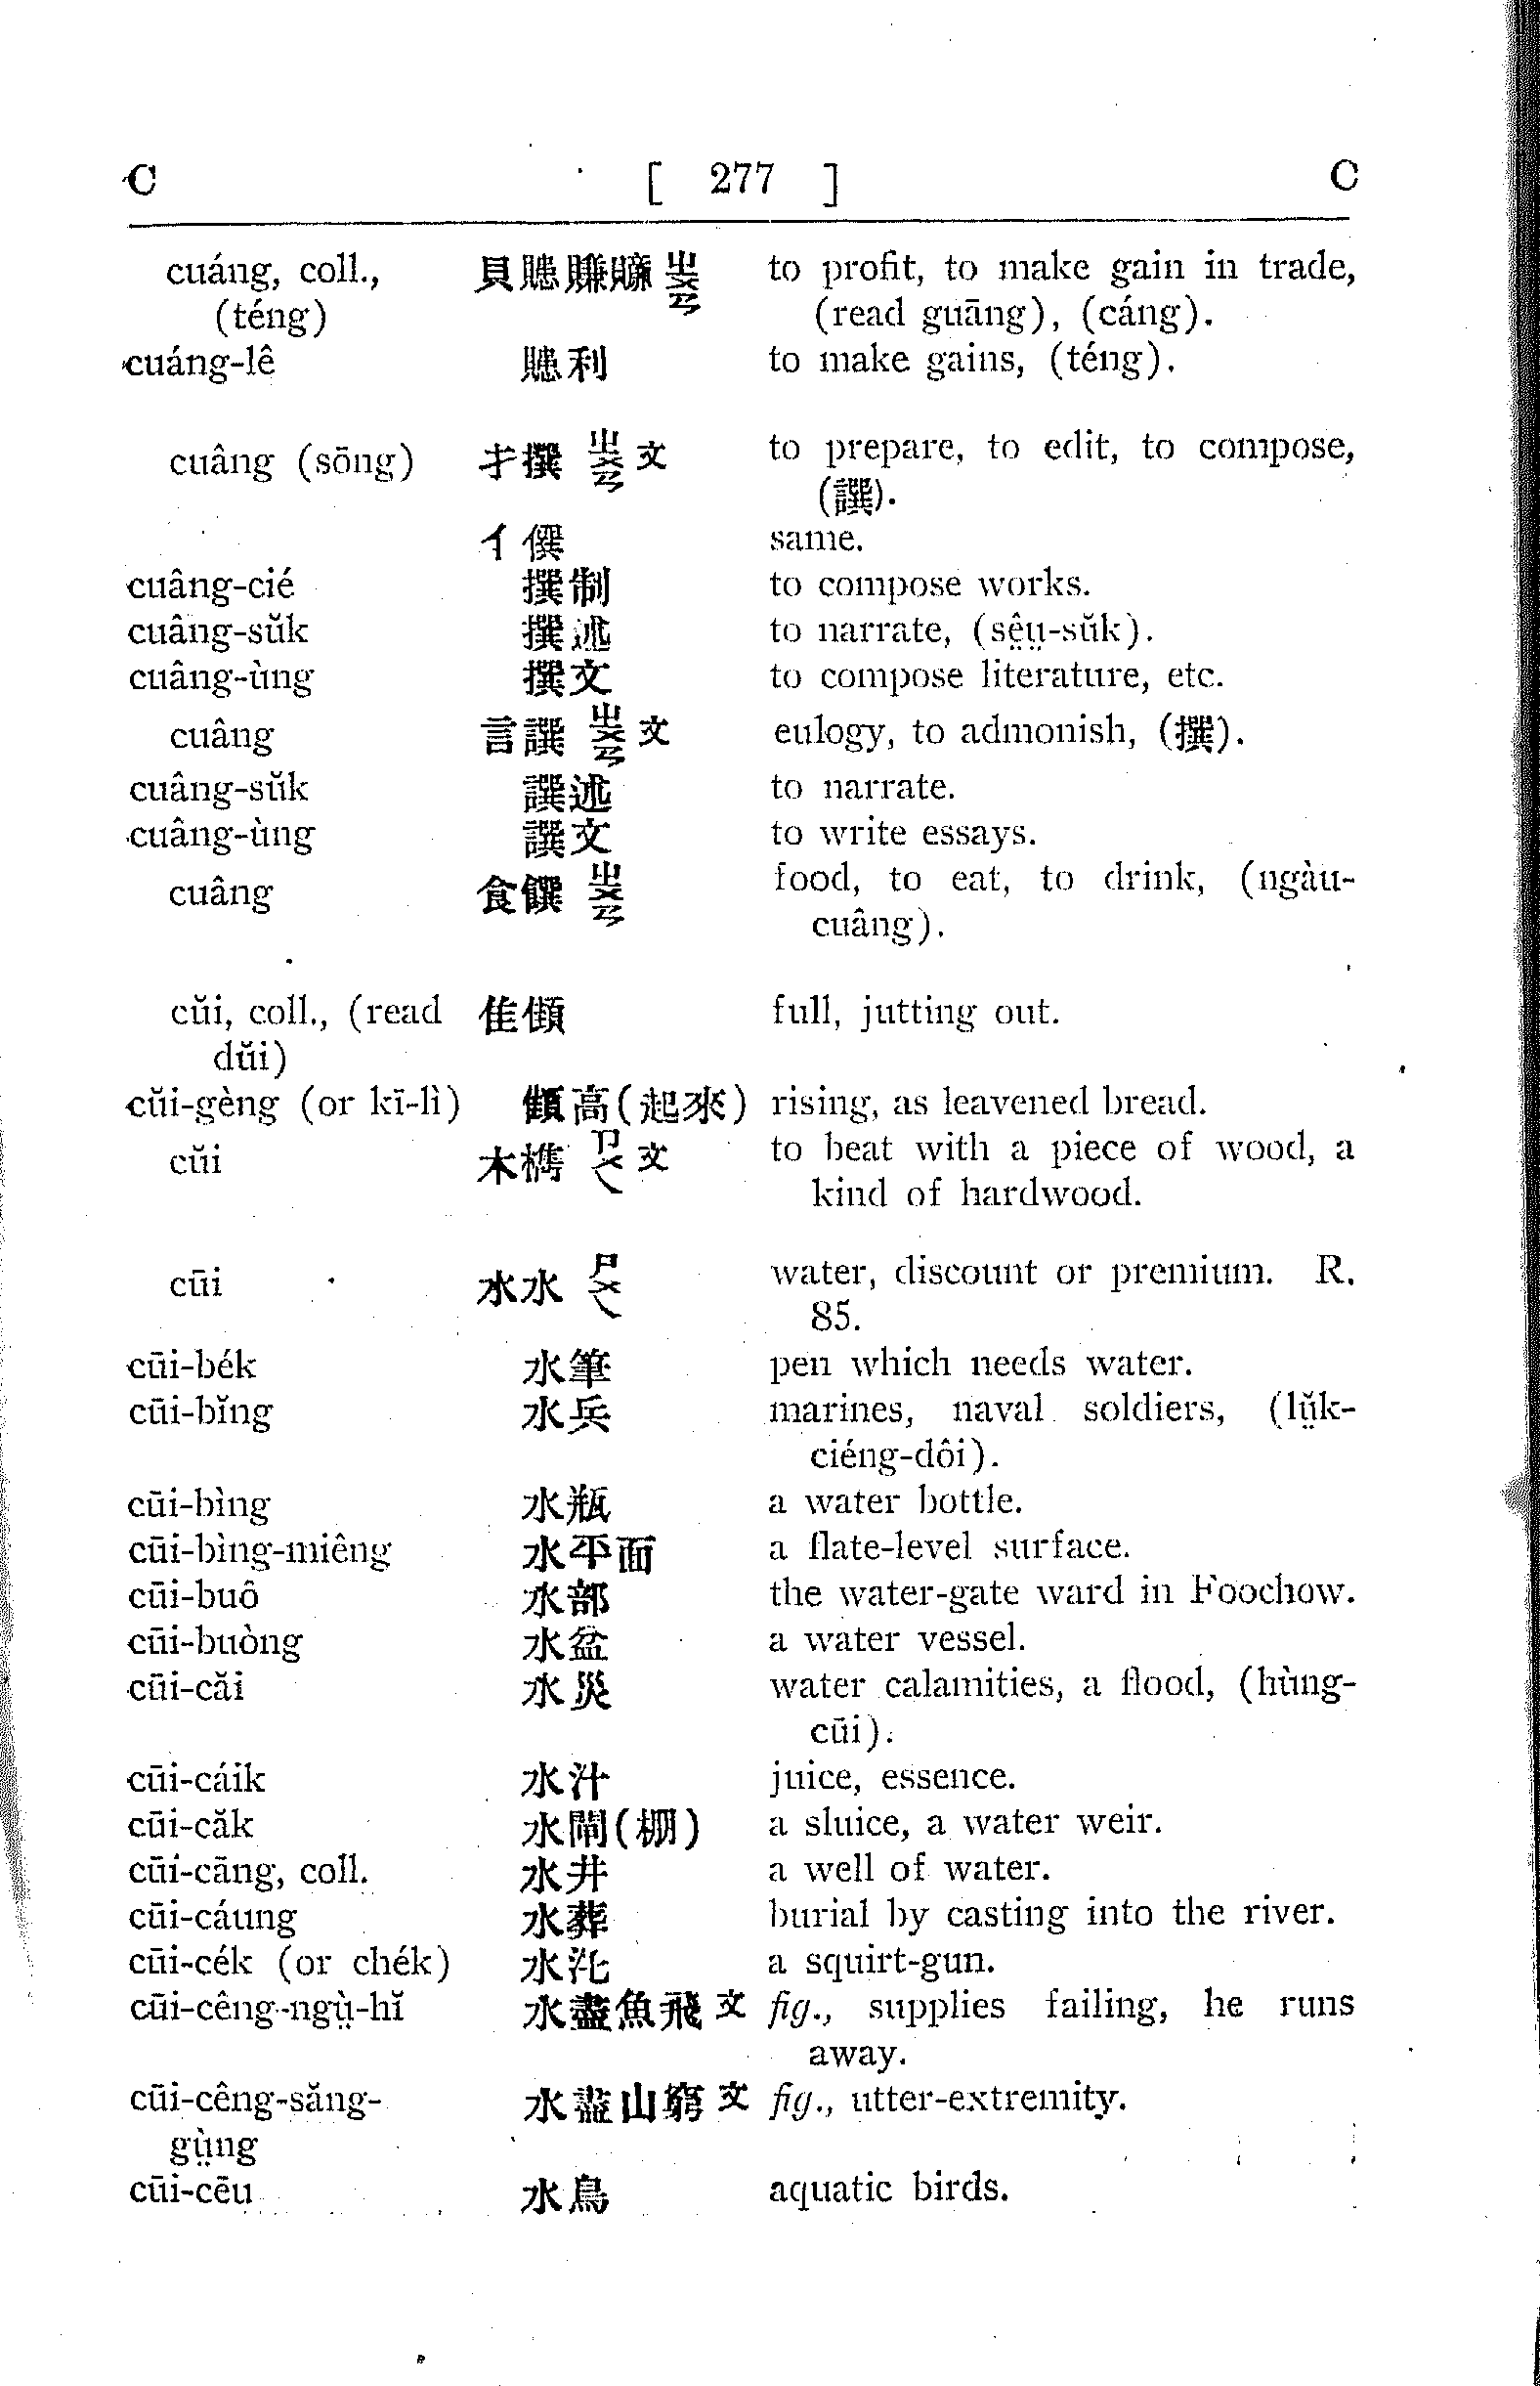 C [ 277 ] C
cuáng, coll., 貝賗賺䞌ㄓㄨㄢ to profit, to make gain in trade,
(téng) (read guāng), (cáng).
cuáng-lê 賗利 to make gains, (téng).
cuâng (sōng) 扌撰 ㄓㄨㄢ 文 to prepare, to edit, to compose,
(譔).
亻僎 same.
cuâng-cié 撰制 to compose works.
cuâng-sŭk 撰述 to narrate, (sê̤ṳ-sŭk).
cuâng-ùng 撰文 to compose literature, etc.
cuâng 言譔 ㄓㄨㄢ 文 eulogy, to admonish, (撰).
cuâng-sŭk 譔述 to narrate.
cuâng-ùng 譔文 to write essays.
cuâng 食饌 ㄓㄨㄢ food, to eat, to drink, (ngàu-
cuâng).
cŭi, coll., (read full, jutting out.
dŭi)
cŭi-gèng (or kī-lì) 高(起來) rising, as leavened bread.
cŭi 木檇 ㄗㄨㄟ 文 to beat with a piece of wood, a
kind of hardwood.
cūi 水水 ㄕㄨㄟ water, discount or premium. R.
85.
cūi-bék 水筆 pen which needs water.
cūi-bĭng 水兵 marines, naval soldiers, (lṳ̆k-
ciéng-dôi).
cūi-bìng 水瓶 a water bottle.
cūi-bìng-miêng 水平面 a flate-level surface.
cūi-buô 水部 the water-gate ward in Foochow.
cūi-buòng 水盆 a water vessel.
cūi-căi 水災 water calamities, a flood, (hùng-
cūi).
cūi-cáik 水汁 juice, essence.
cūi-căk 水閘(棚) a sluice, a water weir.
cūi-cāng, coll. 水井 a well of water.
cūi-cáung 水葬 burial by casting into the river.
cūi-cék (or chék) 水 a squirt-gun.
cūi-cêng-ngṳ̀-hĭ 水盡魚飛 文 fig., supplies failing, he runs
away.
cūi-cêng-săng- 水盡山窮 文 fig., utter-extremity.
gṳ̀ng
cūi-cēu 水鳥 aquatic birds.